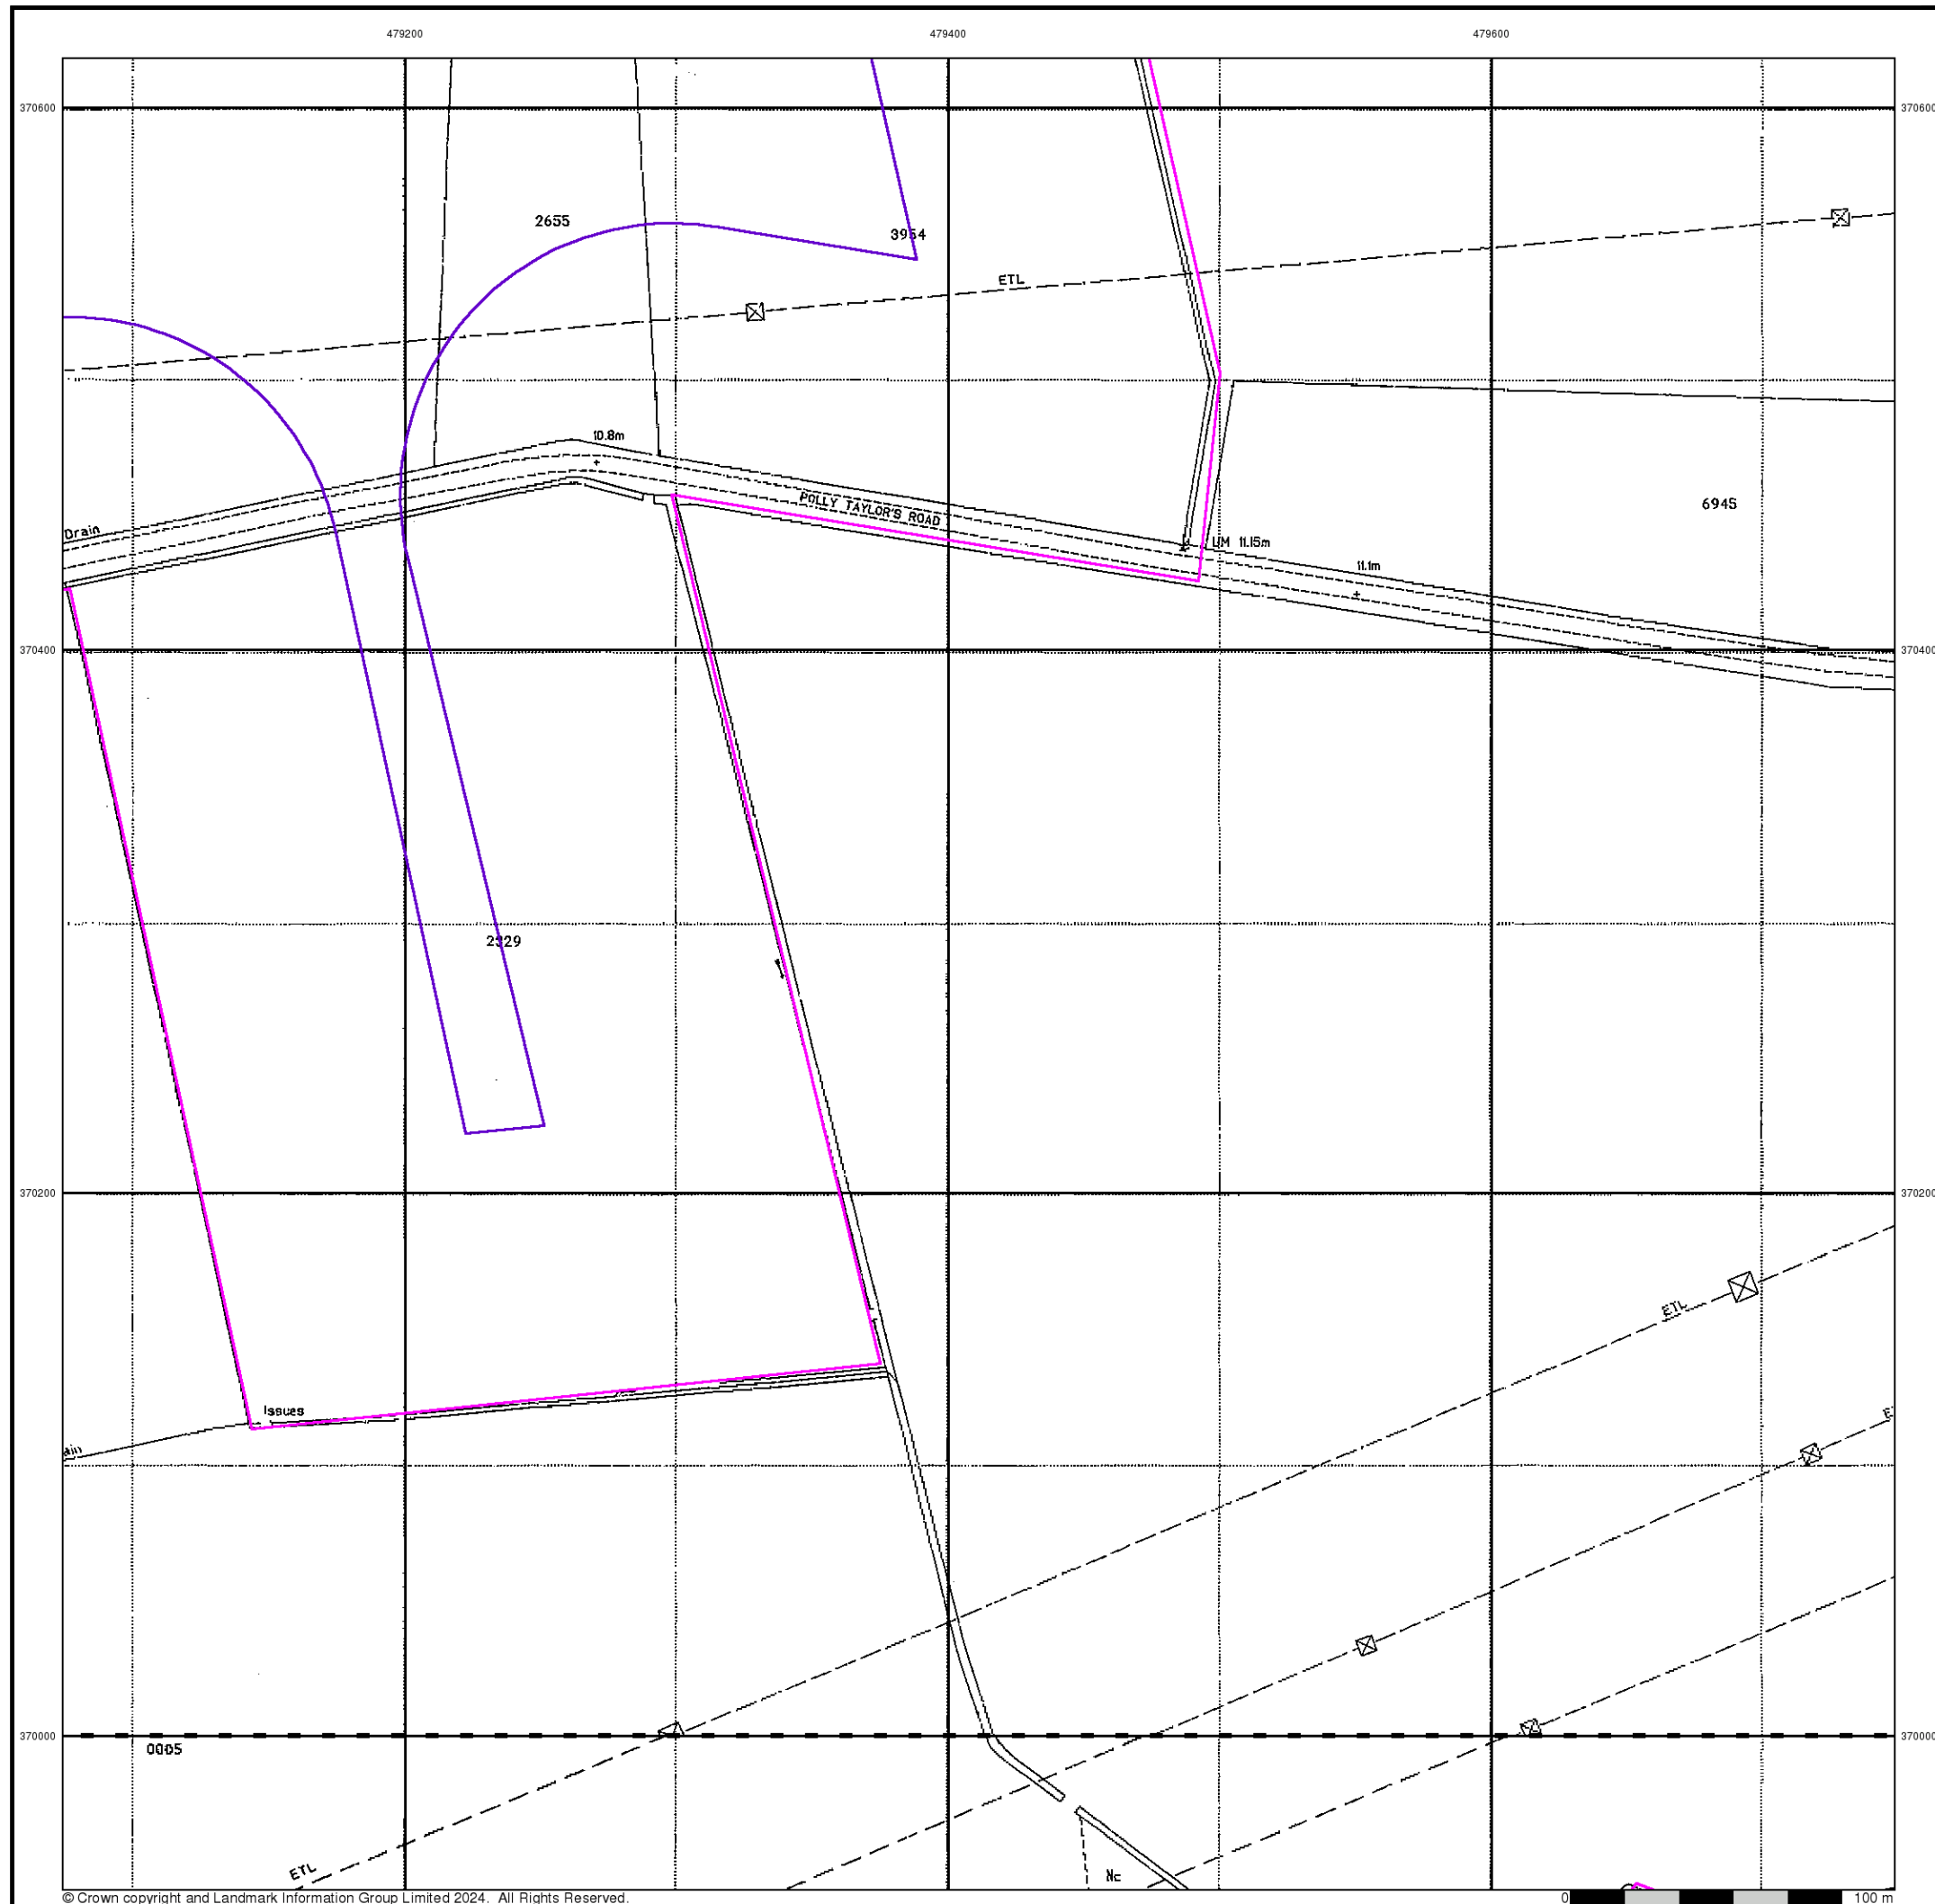 479200 479400 479600
370600 370600
2655
3954
ETL
10.8m
POLLY TAYLOR'S ROAD
6945
Drain
11.15m
11.1m
370400 370400
2329
370200 370200
ETL
Issues
370000 370000
0005
ETL
© Crown copyright and Landmark Information Group Limited 2024. All Rights Reserved.
0 100 m